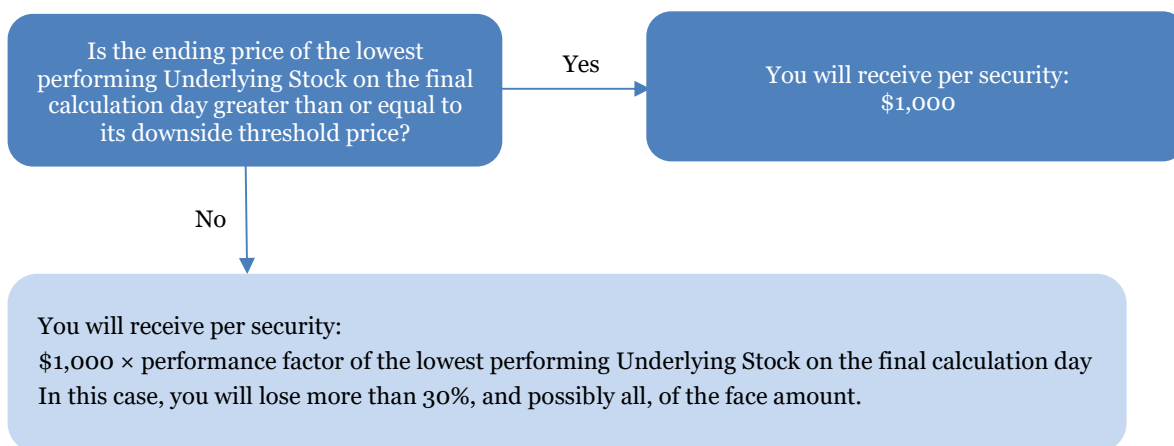 Is the ending price of the lowest
performing Underlying Stock on the final
calculation day greater than or equal to
its downside threshold price?
Yes
You will receive per security:
$1,000
No
You will receive per security:
$1,000 × performance factor of the lowest performing Underlying Stock on the final calculation day
In this case, you will lose more than 30%, and possibly all, of the face amount.